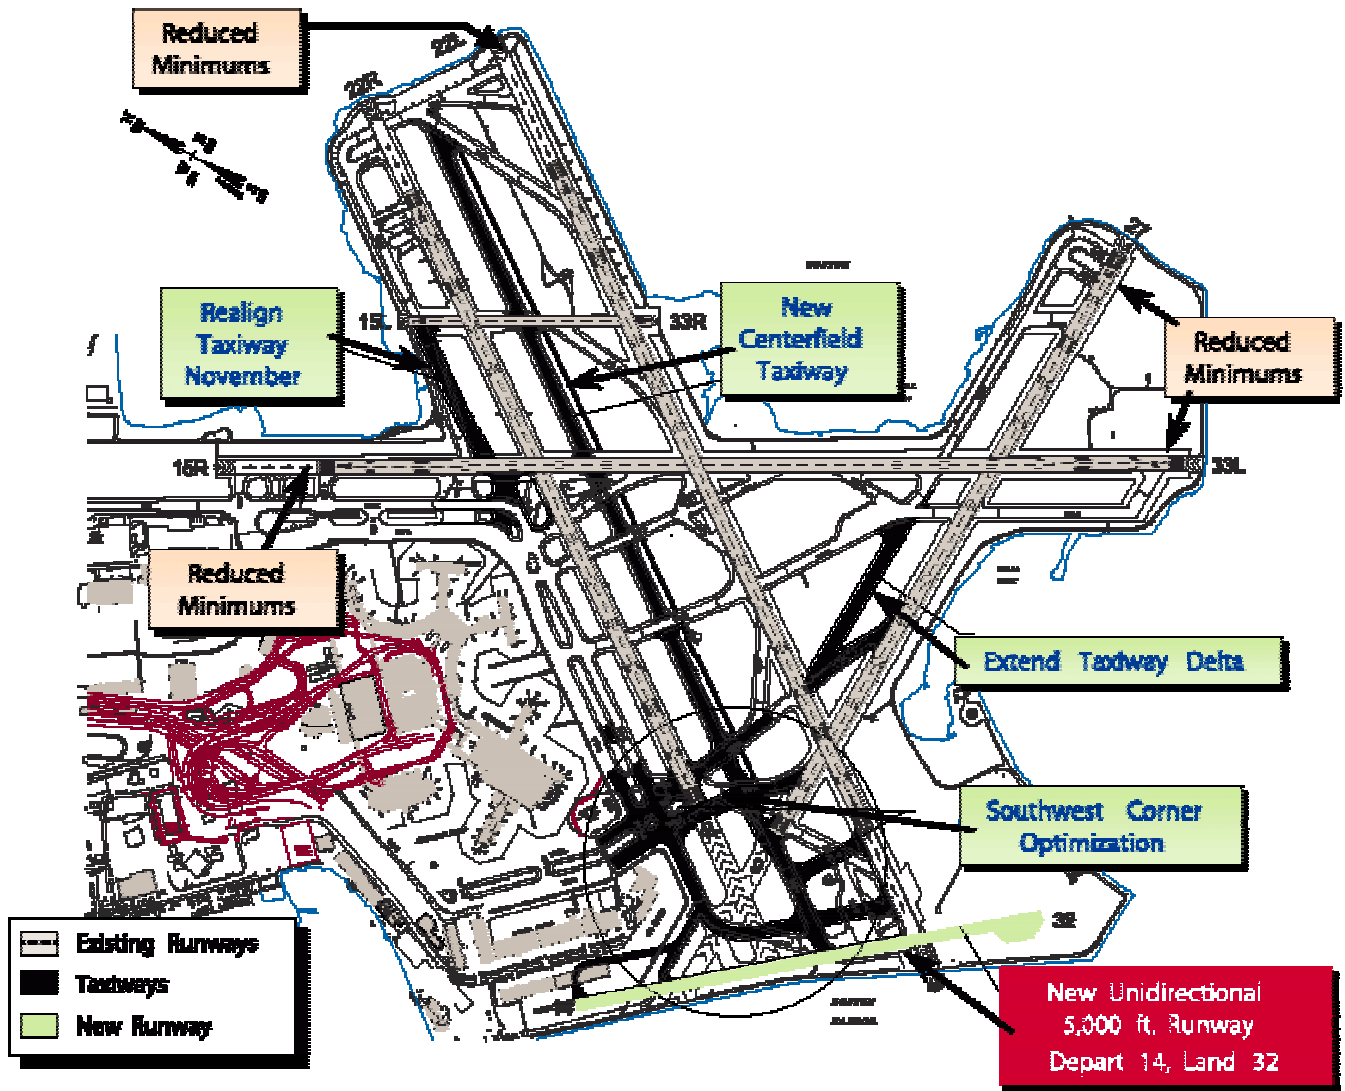 Reduced
Minimums
22L
22R
27
Realign
Taxiway
November
15L
33R
New
Centerfield
Taxiway
Reduced
Minimums
15R
33L
Reduced
Minimums
Extend Taxiway Delta
Southwest Corner
Optimization
32
Existing Runways
Taxiways
New Runway
New Unidirectional
5,000 ft. Runway
Depart 14, Land 32